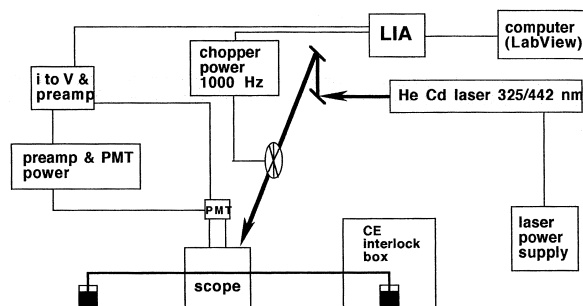 LIA
computer
(LabView)
chopper
power
1000 Hz
i to V &
preamp
He Cd laser 325/442 nm
preamp & PMT
power
PMT
CE
interlock
box
laser
power
supply
scope